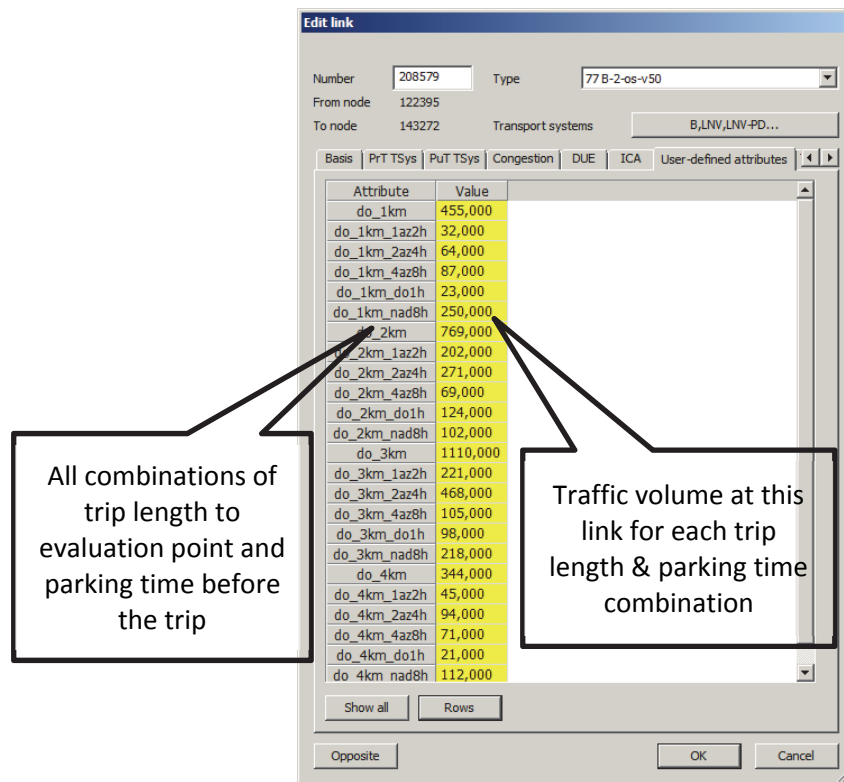 Edit link
Number 208579 Type 77 B-2-os-v50
From node 122395
To node 143272 Transport systems B,LNV,LNV-PD...
Basis PrT TSys PuT TSys Congestion DUE ICA User-defined attributes
Attribute Value
do_1km 455,000
do_1km_1az2h 32,000
do_1km_2az4h 64,000
do_1km_4az8h 87,000
do_1km_do1h 23,000
do_1km_nad8h 250,000
do_2km 769,000
do_2km_1az2h 202,000
do_2km_2az4h 271,000
do_2km_4az8h 69,000
do_2km_do1h 124,000
do_2km_nad8h 102,000
do_3km 1110,000
do_3km_1az2h 221,000
do_3km_2az4h 468,000
do_3km_4az8h 105,000
do_3km_do1h 98,000
do_3km_nad8h 218,000
do_4km 344,000
do_4km_1az2h 45,000
do_4km_2az4h 94,000
do_4km_4az8h 71,000
do_4km_do1h 21,000
do_4km_nad8h 112,000
All combinations of
trip length to
evaluation point and
parking time before
the trip
Traffic volume at this
link for each trip
length & parking time
combination
Show all Rows
Opposite OK Cancel